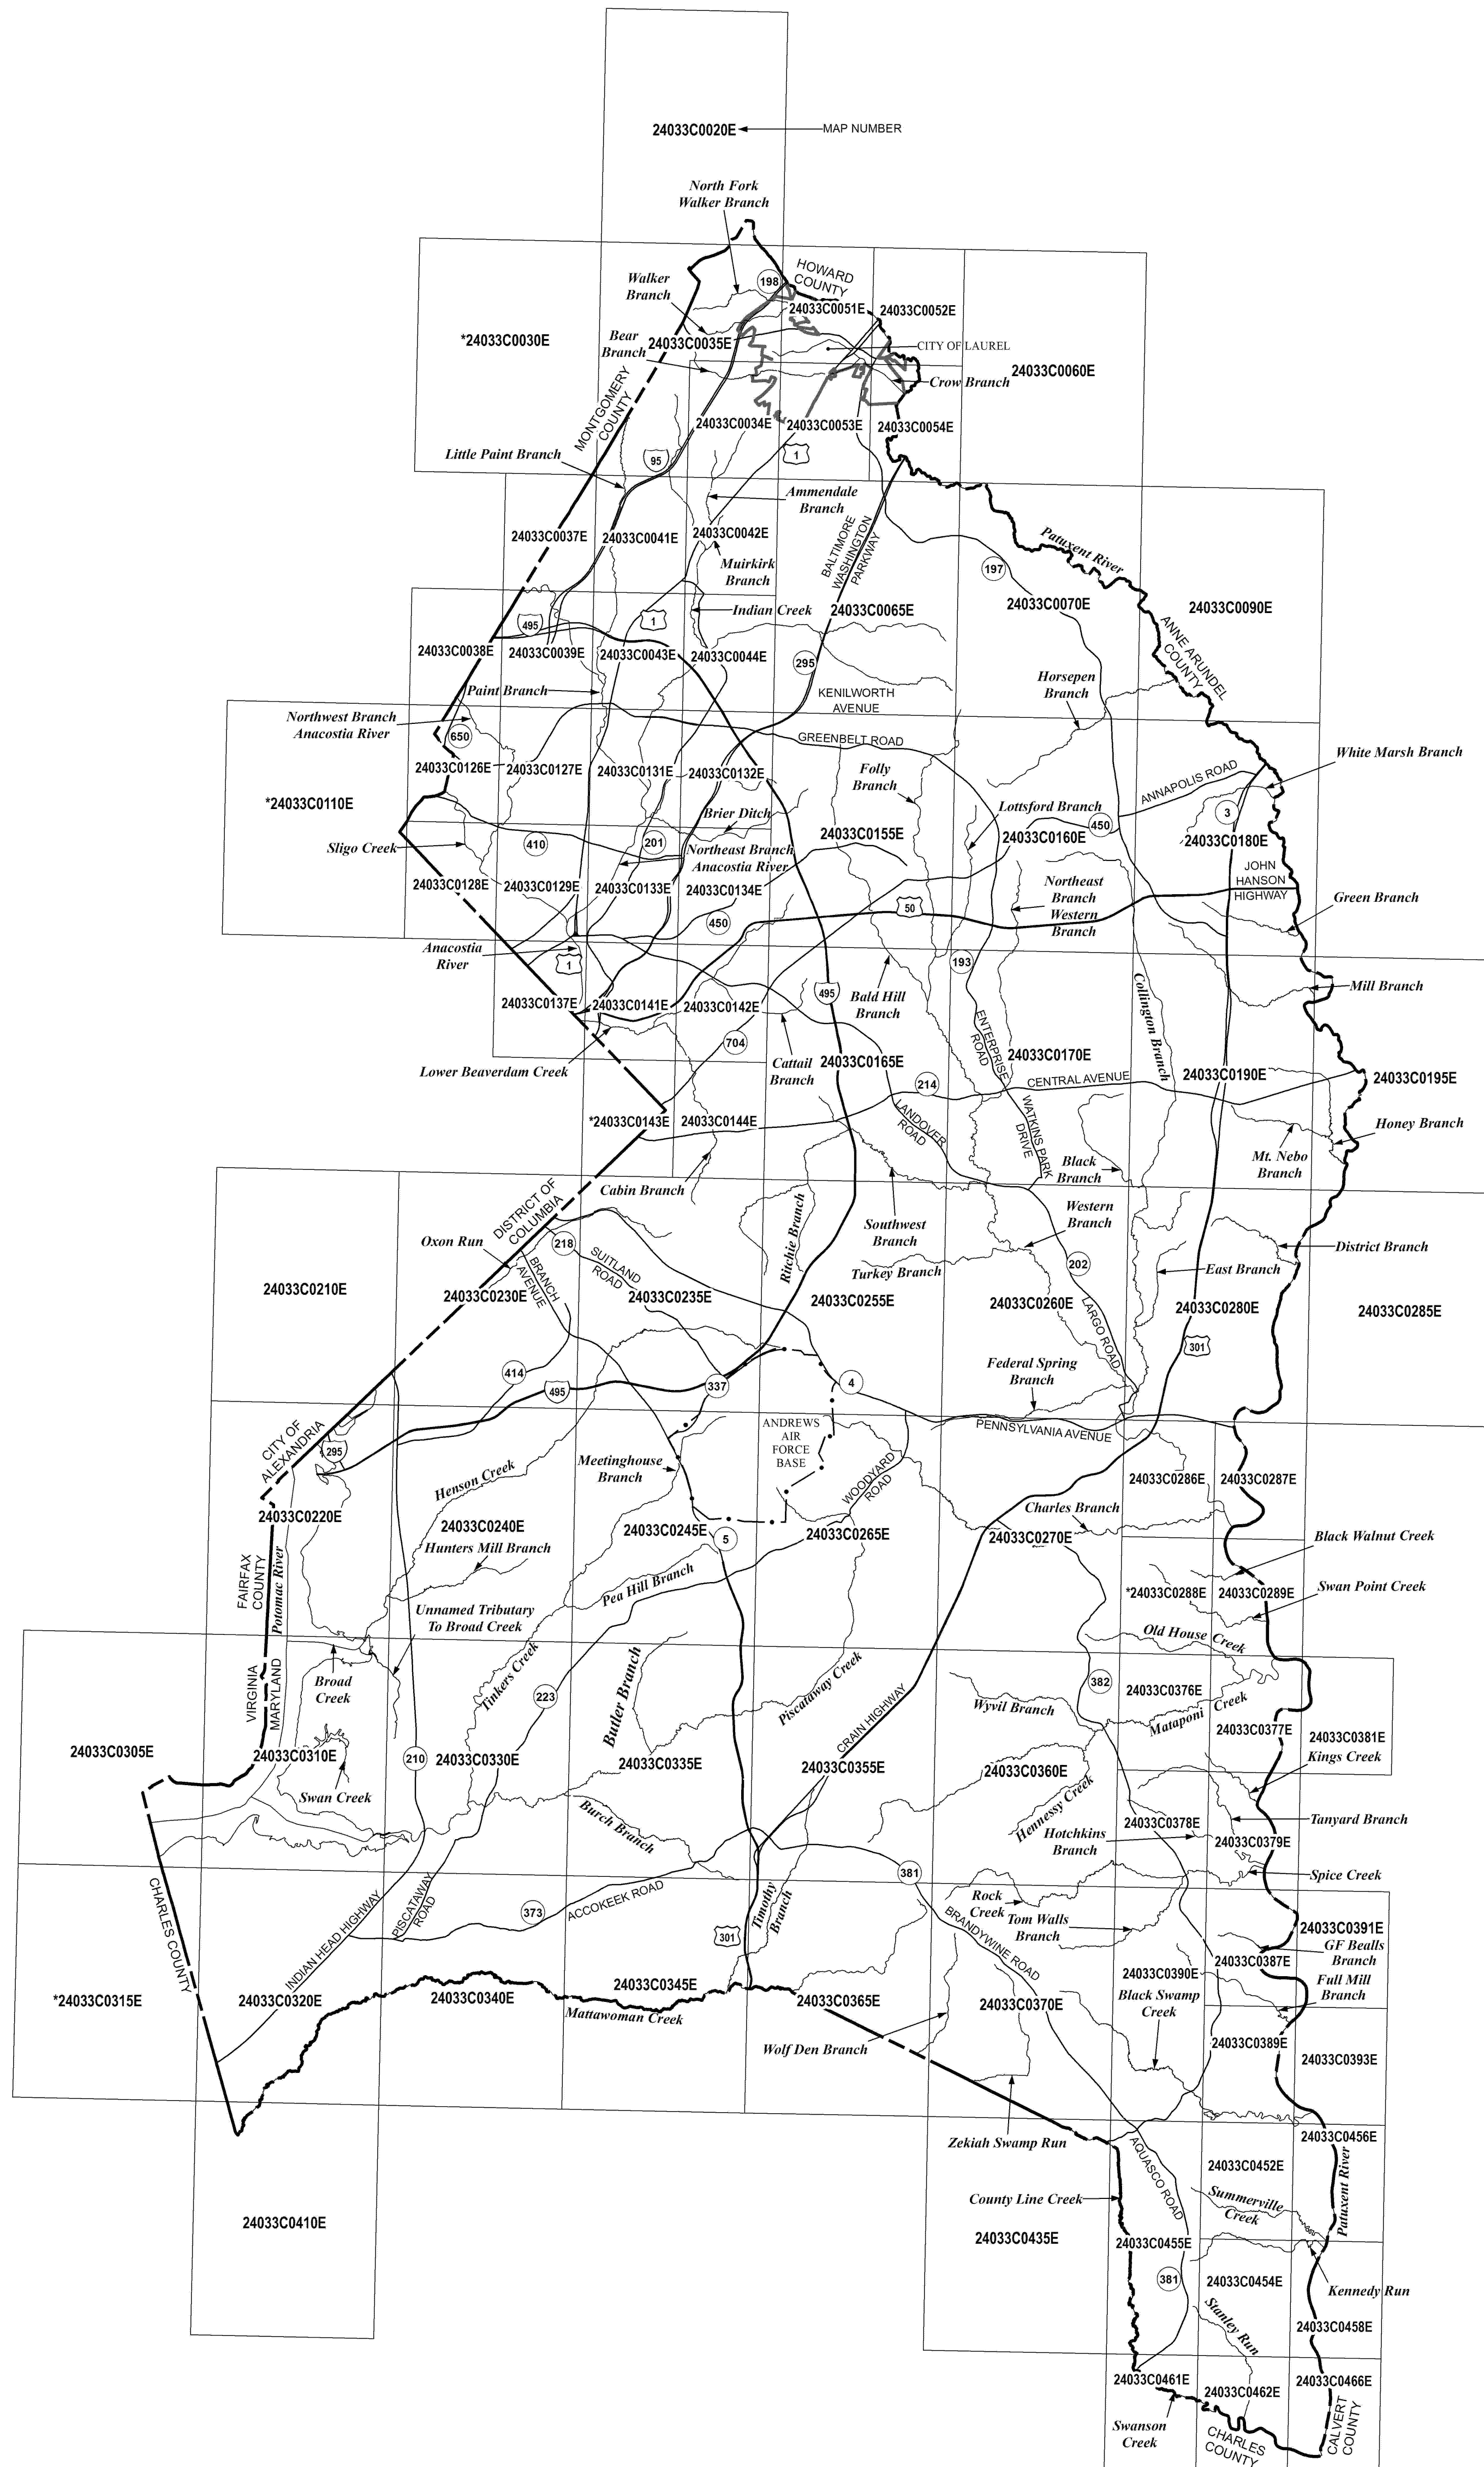 24033C0020E
MAP NUMBER
North Fork
Walker Branch
HOWARD
COUNTY
198
Walker
Branch
24033C0051E
24033C0052E
*24033C0030E
Bear
Branch
24033C0035E
CITY OF LAUREL
24033C0060E
Crow Branch
MONTGOMERY
COUNTY
24033C0034E
24033C0053E
24033C0054E
Little Paint Branch
95
1
Ammendale
Branch
24033C0037E
24033C0041E
24033C0042E
BALTIMORE
WASHINGTON
PARKWAY
Patuxent River
Muirkirk
Branch
197
Indian Creek
24033C0065E
24033C0070E
24033C0090E
495
1
ANNE ARUNDEL
COUNTY
24033C0038E
24033C0039E
24033C0043E
24033C0044E
295
Horsepen
Branch
Paint Branch
KENILWORTH
AVENUE
Northwest Branch
Anacostia River
650
GREENBELT ROAD
White Marsh Branch
24033C0126E
24033C0127E
24033C0131E
24033C0132E
Folly
Branch
ANNAPOLIS ROAD
*24033C0110E
Brier Ditch
Lottsford Branch
450
3
24033C0155E
24033C0160E
24033C0180E
Sligo Creek
410
201
Northeast Branch
Anacostia River
JOHN
HANSON
HIGHWAY
24033C0128E
24033C0129E
24033C0133E
24033C0134E
Northeast
Branch
Western
Branch
Green Branch
50
450
Anacostia
River
1
193
24033C0137E
24033C0141E
24033C0142E
495
Bald Hill
Branch
Collington Branch
Mill Branch
704
ENTERPRISE
ROAD
Lower Beaverdam Creek
Cattail
Branch
24033C0165E
24033C0170E
24033C0190E
24033C0195E
214
CENTRAL AVENUE
*24033C0143E
24033C0144E
LANDOVER
ROAD
WATKINS PARK
DRIVE
Honey Branch
Mt. Nebo
Branch
Black
Branch
Cabin Branch
DISTRICT OF
COLUMBIA
Ritchie Branch
Southwest
Branch
Western
Branch
Oxon Run
218
SUITLAND
ROAD
BRANCH
AVENUE
District Branch
Turkey Branch
202
East Branch
24033C0210E
24033C0230E
24033C0235E
24033C0255E
24033C0260E
24033C0280E
24033C0285E
LARGO ROAD
301
Federal Spring
Branch
414
495
337
4
CITY OF
ALEXANDRIA
295
ANDREWS
AIR
FORCE
BASE
PENNSYLVANIA AVENUE
Henson Creek
Meetinghouse
Branch
WOODYARD
ROAD
24033C0286E
24033C0287E
24033C0220E
24033C0240E
Hunters Mill Branch
24033C0245E
5
24033C0265E
Charles Branch
24033C0270E
Black Walnut Creek
FAIRFAX
COUNTY
Potomac River
Pea Hill Branch
*24033C0288E
24033C0289E
Swan Point Creek
Unnamed Tributary
To Broad Creek
Old House Creek
VIRGINIA
MARYLAND
Broad
Creek
Tinkers Creek
223
Butler Branch
Piscataway Creek
Wyvil Branch
382
24033C0376E
Mataponi Creek
24033C0377E
24033C0381E
Kings Creek
CRAIN HIGHWAY
24033C0305E
24033C0310E
210
24033C0330E
24033C0335E
24033C0355E
24033C0360E
Swan Creek
Burch Branch
Hennessy Creek
24033C0378E
Tanyard Branch
Hotchkins
Branch
24033C0379E
381
Spice Creek
CHARLES COUNTY
INDIAN HEAD HIGHWAY
PISCATAWAY
ROAD
373
ACCOKEEK ROAD
Timothy
Branch
301
Rock
Creek
BRANDYWINE ROAD
Tom Walls
Branch
24033C0391E
GF Bealls
Branch
24033C0387E
24033C0390E
Full Mill
Branch
Black Swamp
Creek
*24033C0315E
24033C0320E
24033C0340E
24033C0345E
Mattawoman Creek
24033C0365E
24033C0370E
Wolf Den Branch
24033C0389E
24033C0393E
Zekiah Swamp Run
24033C0456E
AQUASCO ROAD
24033C0452E
Patuxent River
County Line Creek
Summerville
Creek
24033C0410E
24033C0435E
24033C0455E
381
24033C0454E
Kennedy Run
Stanley Run
24033C0458E
24033C0461E
24033C0462E
24033C0466E
Swanson
Creek
CHARLES
COUNTY
CALVERT
COUNTY